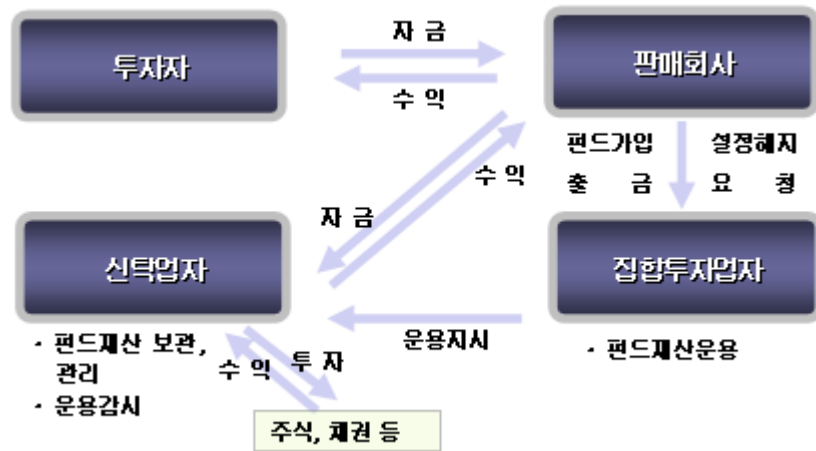 자 금
투자자
판매회사
수 익
펀드가입 설정해지
출 금 요 청
수 익
자 금
신탁업자
집합투자업자
운용지시
· 펀드재산 보관,
관리
· 운용감시
수 익
투 자
· 펀드재산운용
주식, 채권 등